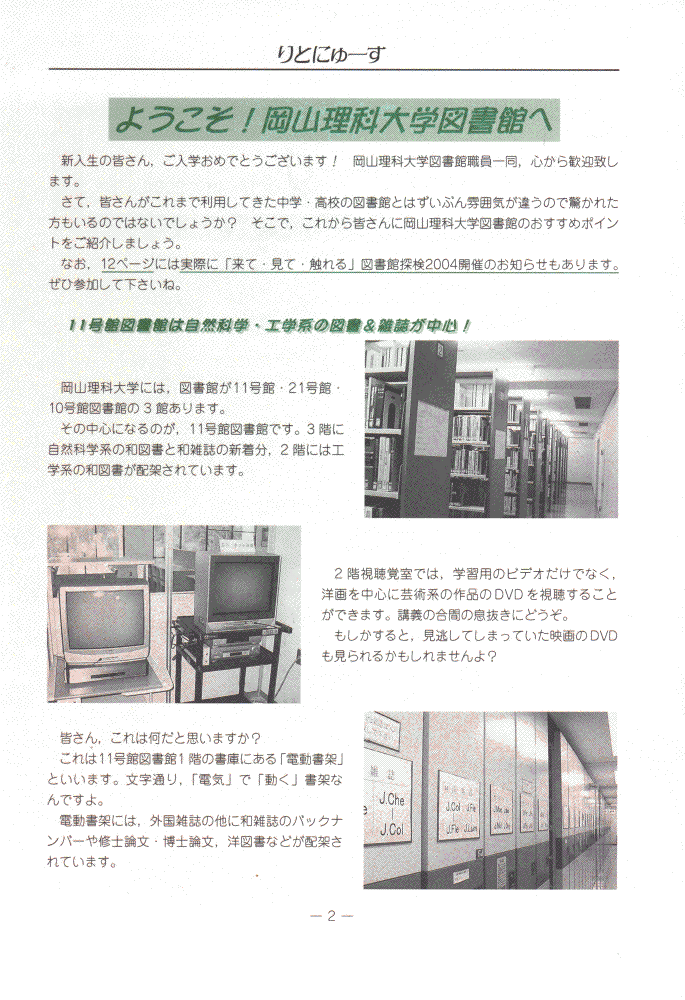 りとにゅーす
ようこそ！岡山理科大学図書館へ
新入生の皆さん，ご入学おめでとうございます！　岡山理科大学図書館職員一同，心から歓迎致し
ます。
さて，皆さんがこれまで利用してきた中学・高校の図書館とはずいぶん雰囲気が違うので驚かれた
方もいるのではないでしょうか？　そこで，これから皆さんに岡山理科大学図書館のおすすめポイン
トをご紹介しましょう。
なお，12ページには実際に「来て・見て・触れる」図書館探検2004開催のお知らせもあります。
ぜひ参加して下さいね。
11号館図書館は自然科学・工学系の図書＆雑誌が中心！
岡山理科大学には，図書館が11号館・21号館・
10号館図書館の３館あります。
その中心になるのが，11号館図書館です。３階に
自然科学系の和図書と和雑誌の新着分，２階には工
学系の和図書が配架されています。
２階視聴覚室では，学習用のビデオだけでなく，
洋画を中心に芸術系の作品のDVDを視聴すること
ができます。講義の合間の息抜きにどうぞ。
もしかすると，見逃してしまっていた映画のDVD
も見られるかもしれませんよ？
皆さん，これは何だと思いますか？
これは11号館図書館１階の書庫にある「電動書架」
といいます。文字通り，「電気」で「動く」書架な
んですよ。
電動書架には，外国雑誌の他に和雑誌のバックナ
ンバーや修士論文・博士論文，洋図書などが配架さ
れています。
雑誌
J.Che
J.Col
J.Col J.Fie
J.Fie J.Lum
― 2 ―